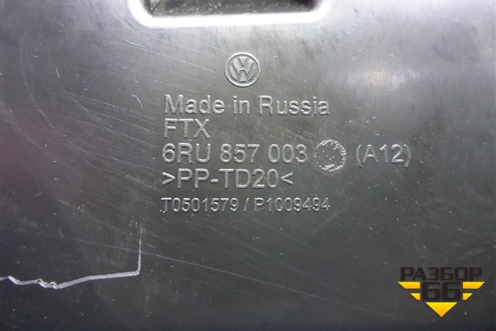 Made in Russia
FTX
6RU 857 003 (A12)
>PP-TD20<
T0501579 / P1009494
РАЗБОР
66